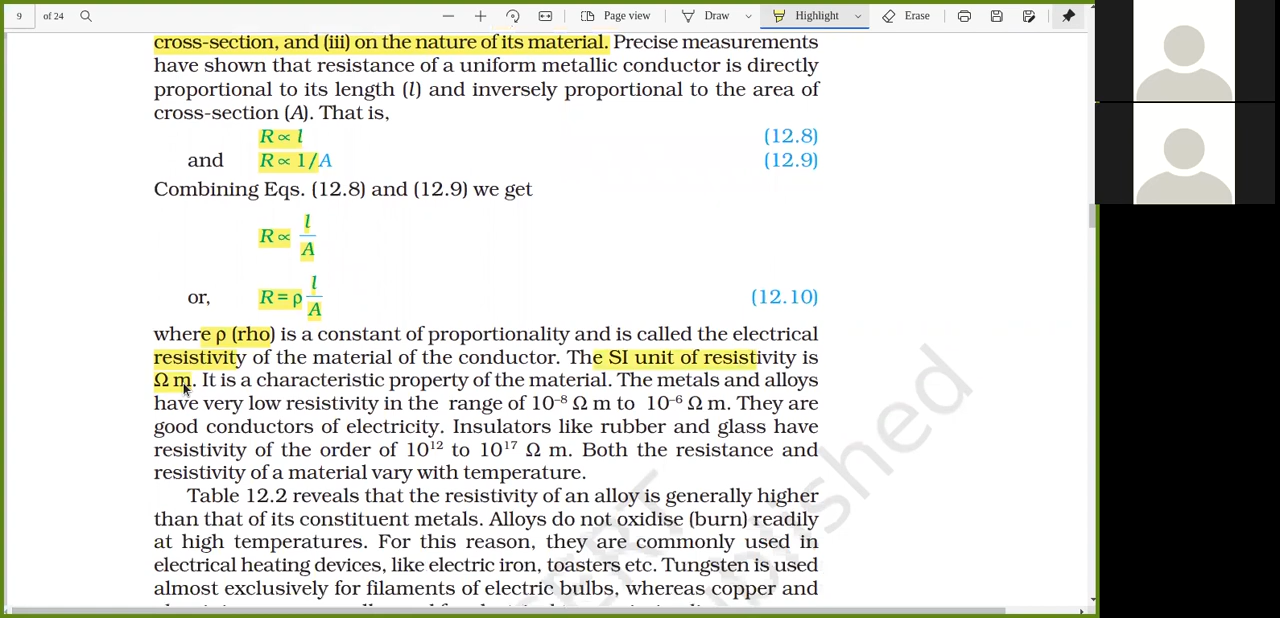 9 of 24 Page view Draw Highlight Erase
cross-section, and (iii) on the nature of its material. Precise measurements
have shown that resistance of a uniform metallic conductor is directly
proportional to its length (l) and inversely proportional to the area of
cross-section (A). That is,
R ∝ l (12.8)
and R ∝ 1/A (12.9)
Combining Eqs. (12.8) and (12.9) we get
R ∝ l/A
or, R = ρ l/A (12.10)
where ρ (rho) is a constant of proportionality and is called the electrical
resistivity of the material of the conductor. The SI unit of resistivity is
Ω m. It is a characteristic property of the material. The metals and alloys
have very low resistivity in the range of 10⁻⁸ Ω m to 10⁻⁶ Ω m. They are
good conductors of electricity. Insulators like rubber and glass have
resistivity of the order of 10¹² to 10¹⁷ Ω m. Both the resistance and
resistivity of a material vary with temperature.
Table 12.2 reveals that the resistivity of an alloy is generally higher
than that of its constituent metals. Alloys do not oxidise (burn) readily
at high temperatures. For this reason, they are commonly used in
electrical heating devices, like electric iron, toasters etc. Tungsten is used
almost exclusively for filaments of electric bulbs, whereas copper and